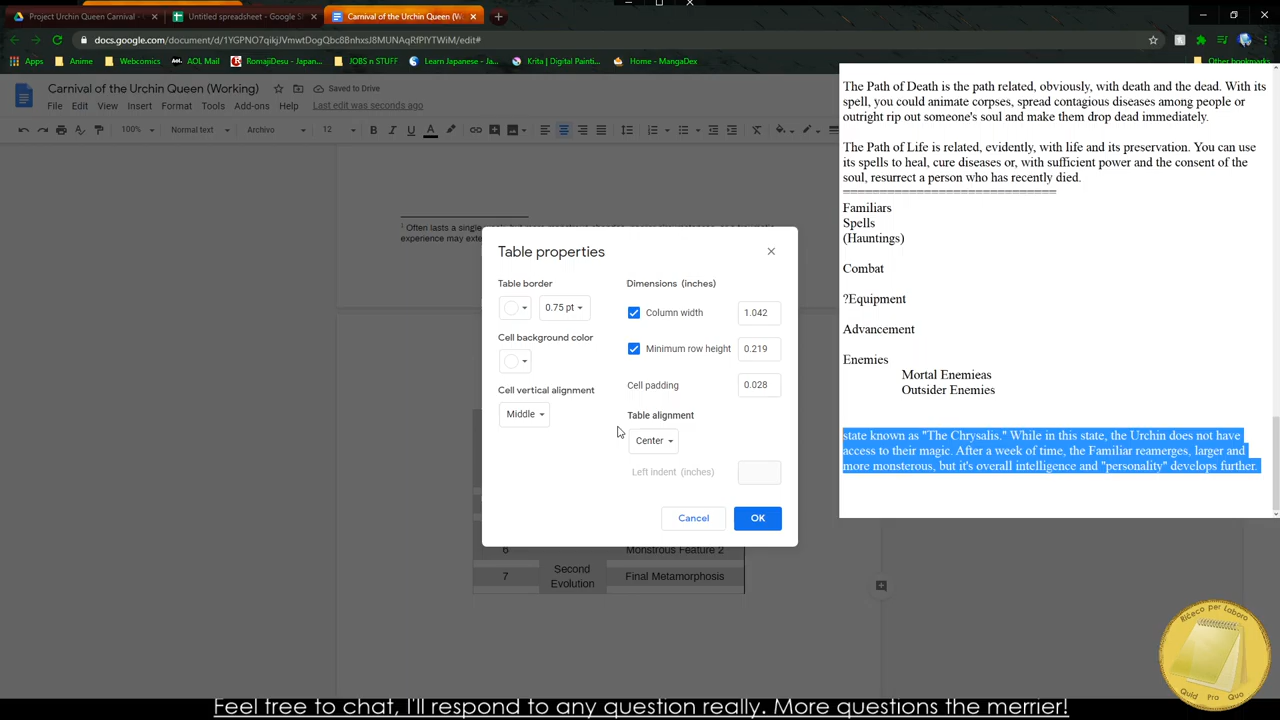 Project Urchin Queen Carnival -
Untitled spreadsheet - Google S
Carnival of the Urchin Queen (W
docs.google.com/document/d/1YGPNO7qikjJVmwtDogQbc8BnhxsJ8MUNAqRfPlYTWiM/edit#
Apps
Anime
Webcomics
AOL Mail
RomajiDesu - Japan...
JOBS n STUFF
Learn Japanese - Ja...
Krita | Digital Painti...
Home - MangaDex
Other bookmarks
Carnival of the Urchin Queen (Working)
Saved to Drive
File Edit View Insert Format Tools Add-ons Help Last edit was seconds ago
100% Normal text Archivo 12 B I U A
1 Often lasts a single
experience may exte
Table properties
Table border
0.75 pt
Cell background color
Cell vertical alignment
Middle
Dimensions (inches)
Column width 1.042
Minimum row height 0.219
Cell padding 0.028
Table alignment
Center
Left indent (inches)
Cancel OK
6 Monstrous Feature 2
7 Second Evolution Final Metamorphosis
The Path of Death is the path related, obviously, with death and the dead. With its
spell, you could animate corpses, spread contagious diseases among people or
outright rip out someone's soul and make them drop dead immediately.
The Path of Life is related, evidently, with life and its preservation. You can use
its spells to heal, cure diseases or, with sufficient power and the consent of the
soul, resurrect a person who has recently died.
============================
Familiars
Spells
(Hauntings)
Combat
?Equipment
Advancement
Enemies
Mortal Enemieas
Outsider Enemies
state known as "The Chrysalis." While in this state, the Urchin does not have
access to their magic. After a week of time, the Familiar reamerges, larger and
more monsterous, but it's overall intelligence and "personality" develops further.
Quid Pro Quo
Feel free to chat, I'll respond to any question really. More questions the merrier!